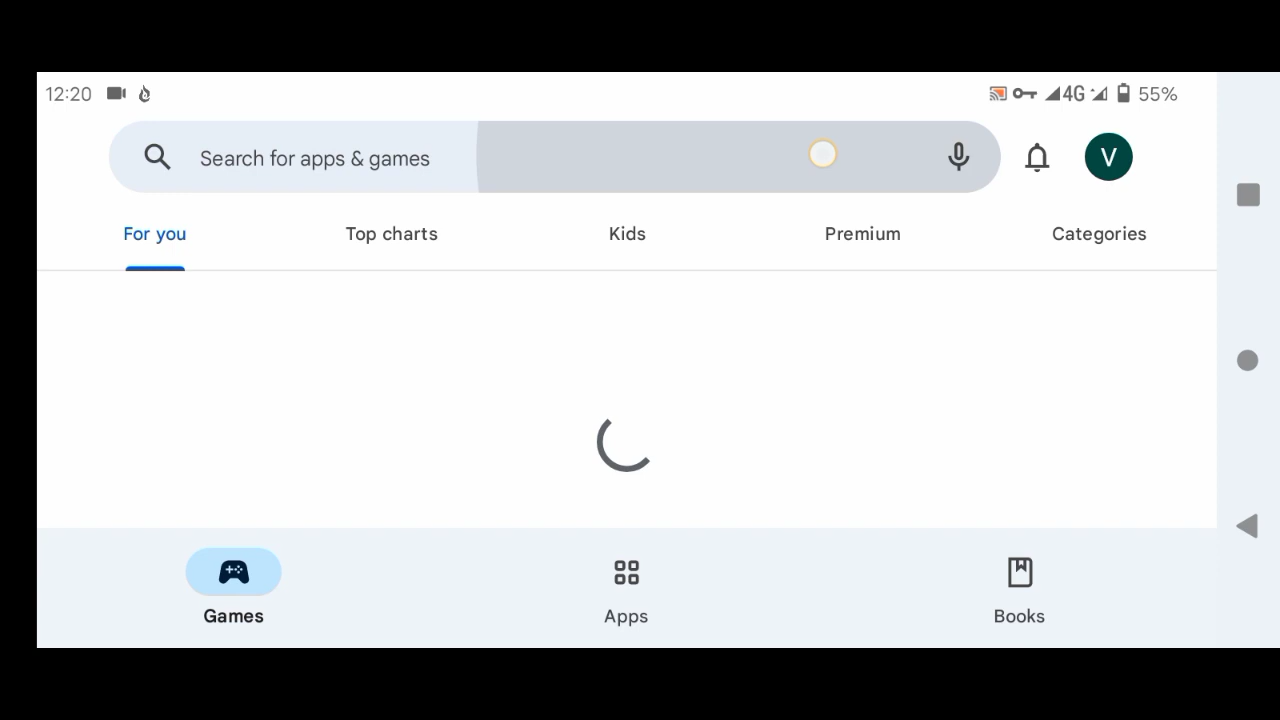 12:20 4G 55%
Search for apps & games V
For you Top charts Kids Premium Categories
Games Apps Books